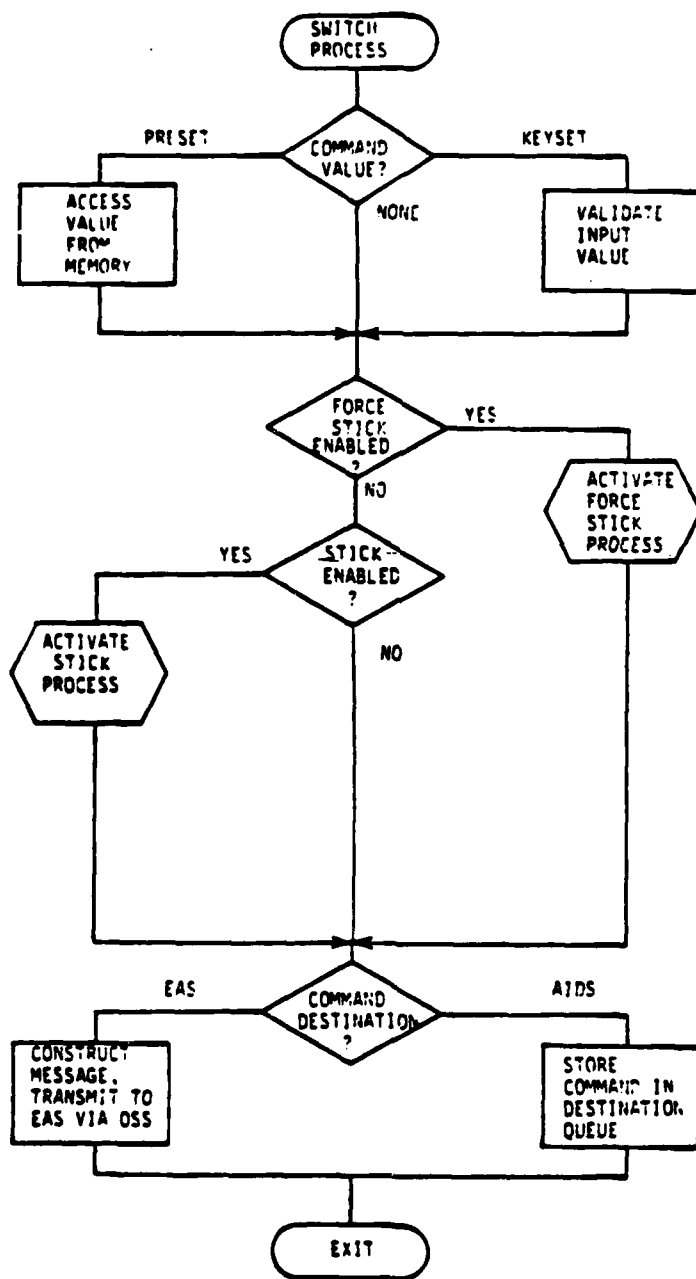 SWITCH
PROCESS
PRESET
COMMAND
VALUE?
KEYSET
NONE
ACCESS
VALUE
FROM
MEMORY
VALIDATE
INPUT
VALUE
FORCE
STICK
ENABLED
?
YES
NO
ACTIVATE
FORCE
STICK
PROCESS
YES
STICK
ENABLED
?
NO
ACTIVATE
STICK
PROCESS
EAS
COMMAND
DESTINATION
?
AIDS
CONSTRUCT
MESSAGE,
TRANSMIT TO
EAS VIA OSS
STORE
COMMAND IN
DESTINATION
QUEUE
EXIT